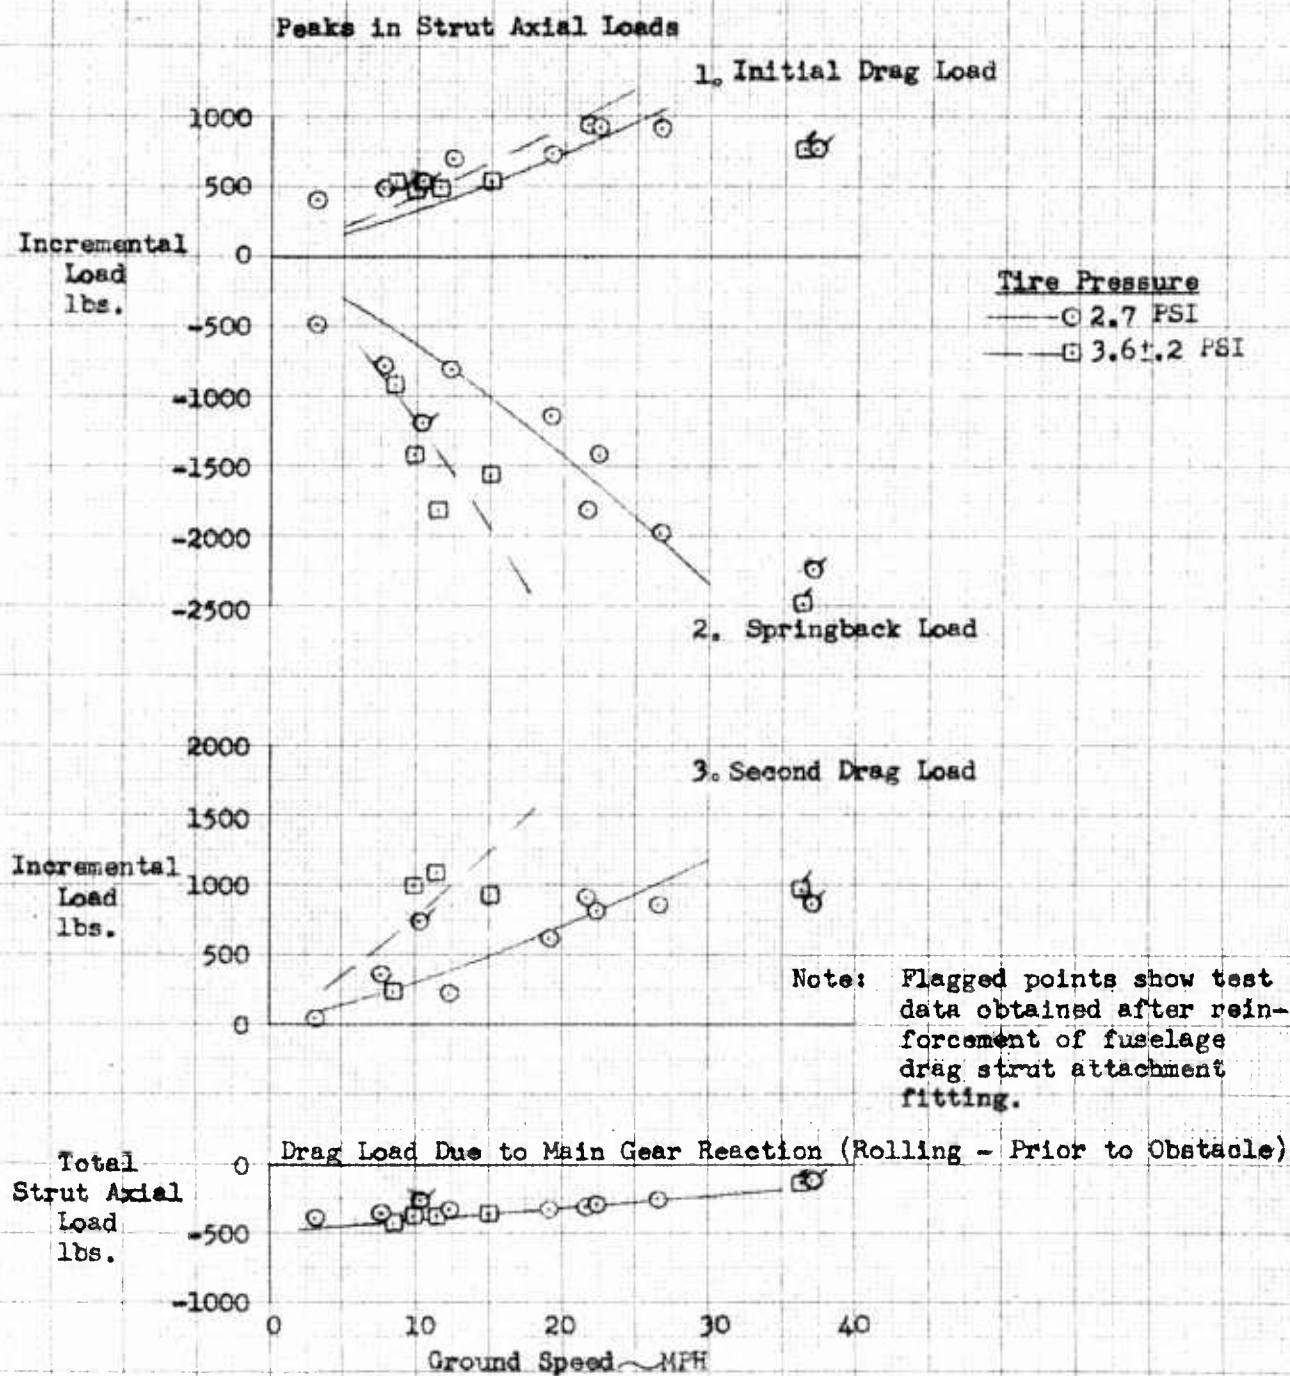 Peaks in Strut Axial Loads
1. Initial Drag Load
1000
500
0
Incremental
Load
lbs.
-500
-1000
-1500
-2000
-2500
Tire Pressure
2.7 PSI
3.6±.2 PSI
2. Springback Load
2000
3. Second Drag Load
1500
Incremental
Load
lbs.
1000
500
0
Note: Flagged points show test
data obtained after rein-
forcement of fuselage
drag strut attachment
fitting.
Drag Load Due to Main Gear Reaction (Rolling - Prior to Obstacle)
Total
Strut Axial
Load
lbs.
0
-500
-1000
0 10 20 30 40
Ground Speed ~ MPH